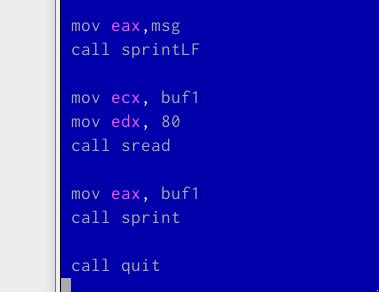 mov eax,msg
call sprintLF
mov ecx, buf1
mov edx, 80
call sread
mov eax, buf1
call sprint
call quit